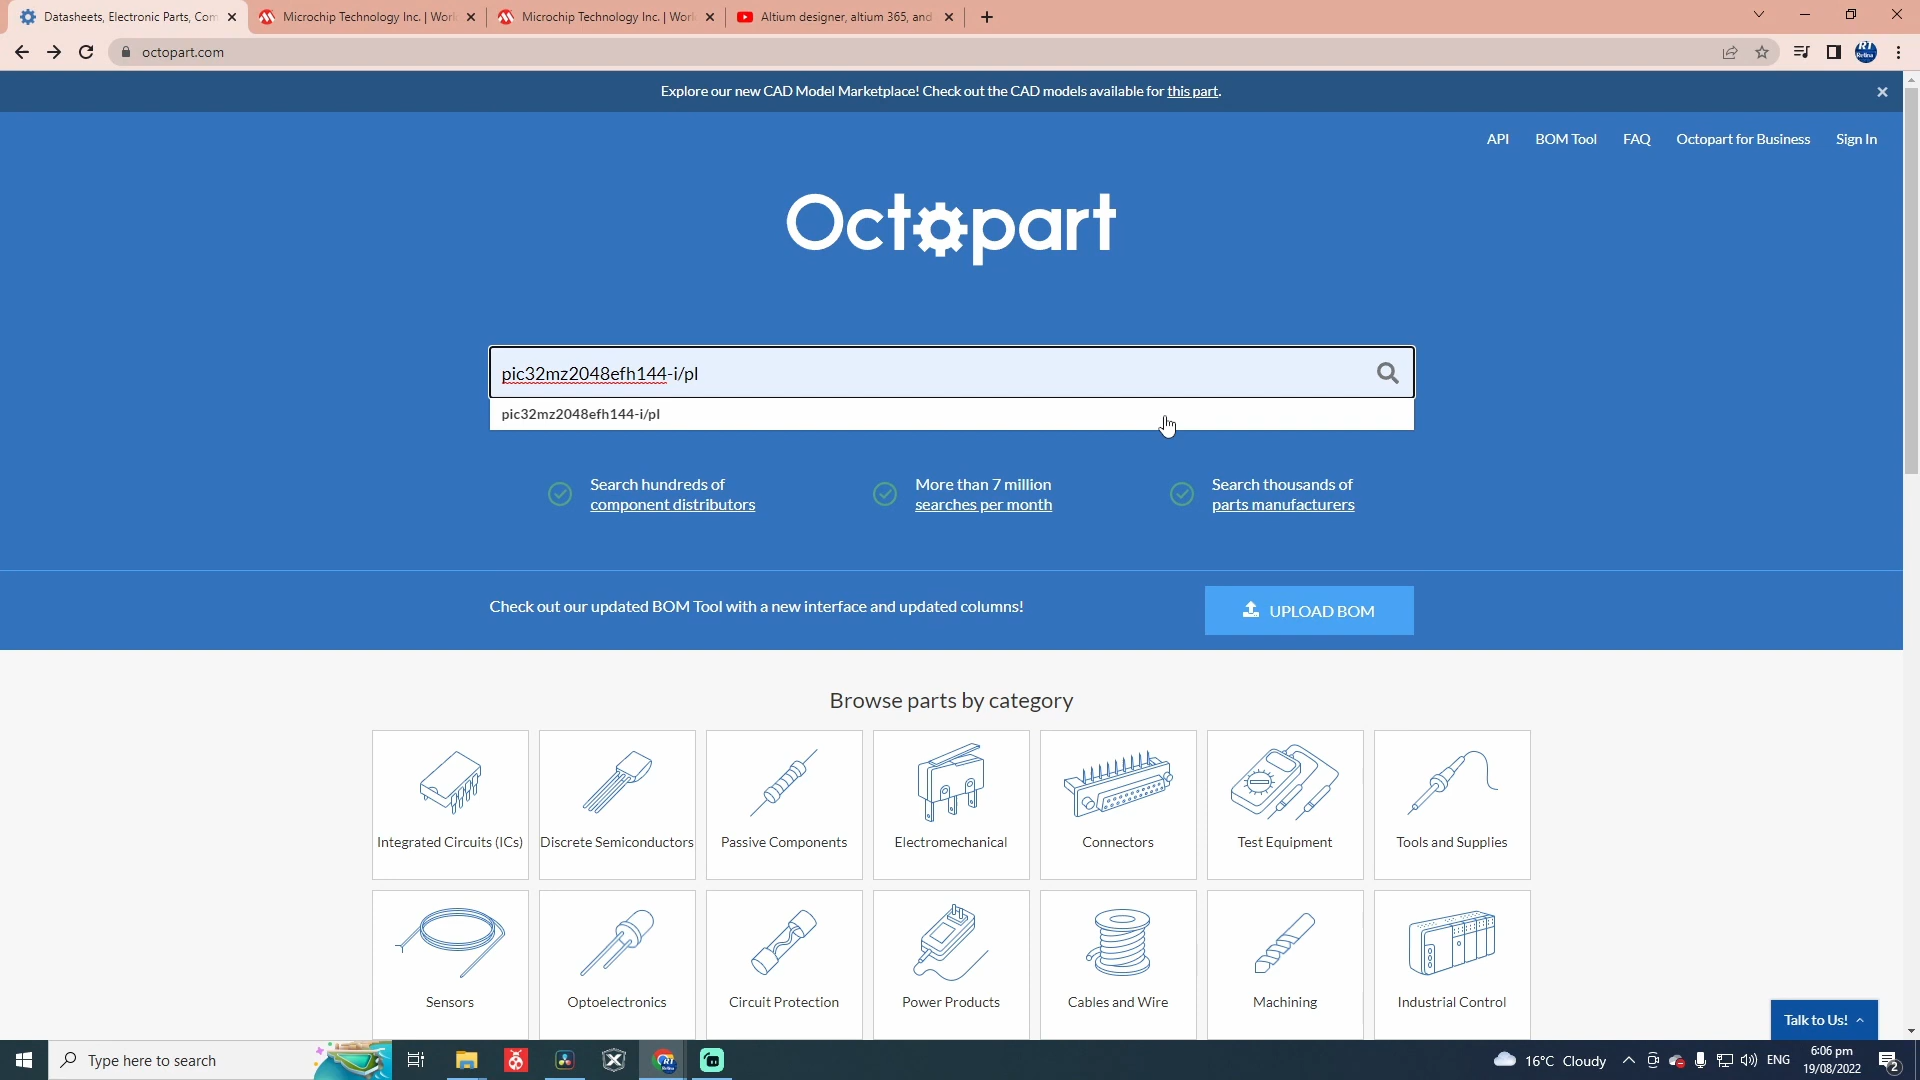 Datasheets, Electronic Parts, Com
Microchip Technology Inc. | Worl
Microchip Technology Inc. | Worl
Altium designer, altium 365, and
octopart.com
RT
Explore our new CAD Model Marketplace! Check out the CAD models available for this part.
API
BOM Tool
FAQ
Octopart for Business
Sign In
Octopart
pic32mz2048efh144-i/pl
pic32mz2048efh144-i/pl
Search hundreds of
component distributors
More than 7 million
searches per month
Search thousands of
parts manufacturers
Check out our updated BOM Tool with a new interface and updated columns!
UPLOAD BOM
Browse parts by category
Integrated Circuits (ICs)
Discrete Semiconductors
Passive Components
Electromechanical
Connectors
Test Equipment
Tools and Supplies
Sensors
Optoelectronics
Circuit Protection
Power Products
Cables and Wire
Machining
Industrial Control
Talk to Us!
Type here to search
16°C Cloudy
ENG
6:06 pm
19/08/2022
2